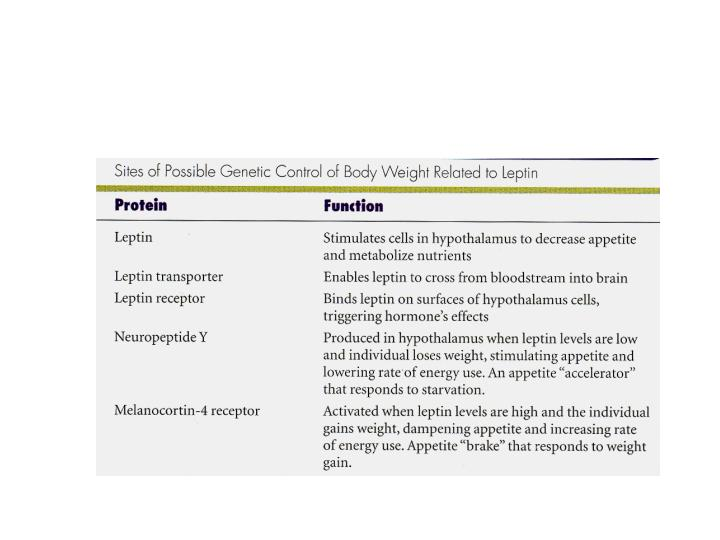 Sites of Possible Genetic Control of Body Weight Related to Leptin
Protein Function
Leptin Stimulates cells in hypothalamus to decrease appetite
and metabolize nutrients
Leptin transporter Enables leptin to cross from bloodstream into brain
Leptin receptor Binds leptin on surfaces of hypothalamus cells,
triggering hormone's effects
Neuropeptide Y Produced in hypothalamus when leptin levels are low
and individual loses weight, stimulating appetite and
lowering rate of energy use. An appetite “accelerator”
that responds to starvation.
Melanocortin-4 receptor Activated when leptin levels are high and the individual
gains weight, dampening appetite and increasing rate
of energy use. Appetite “brake” that responds to weight
gain.